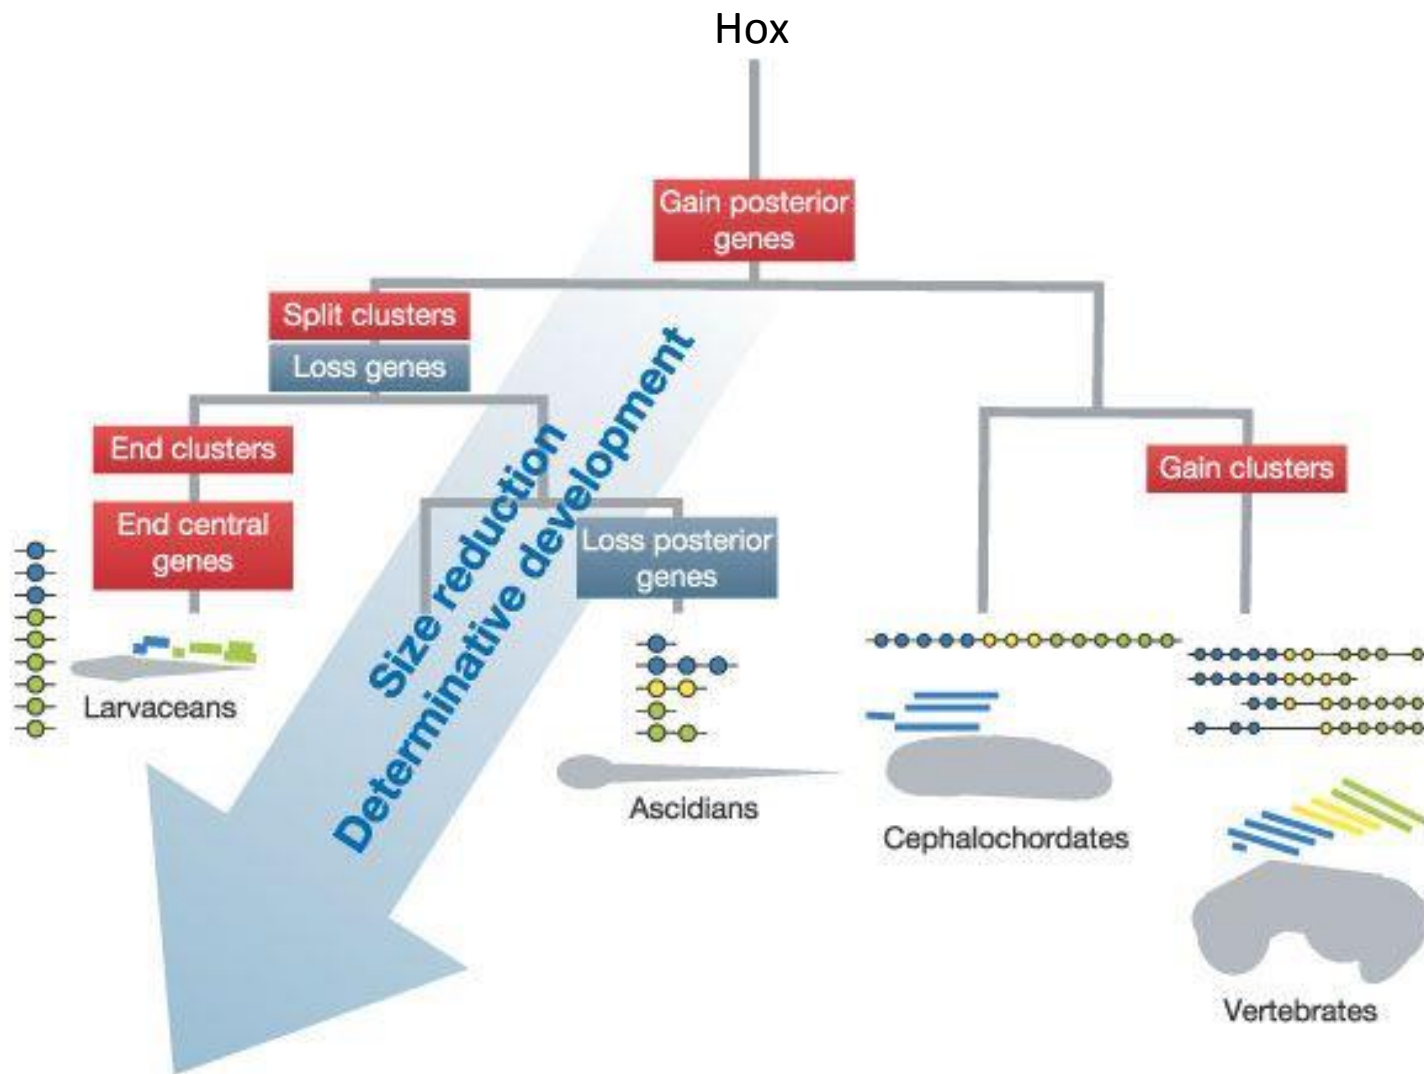 Hox
Gain posterior
genes
Split clusters
Loss genes
End clusters
End central
genes
Size reduction
Determinative development
Loss posterior
genes
Gain clusters
Larvaceans
Ascidians
Cephalochordates
Vertebrates